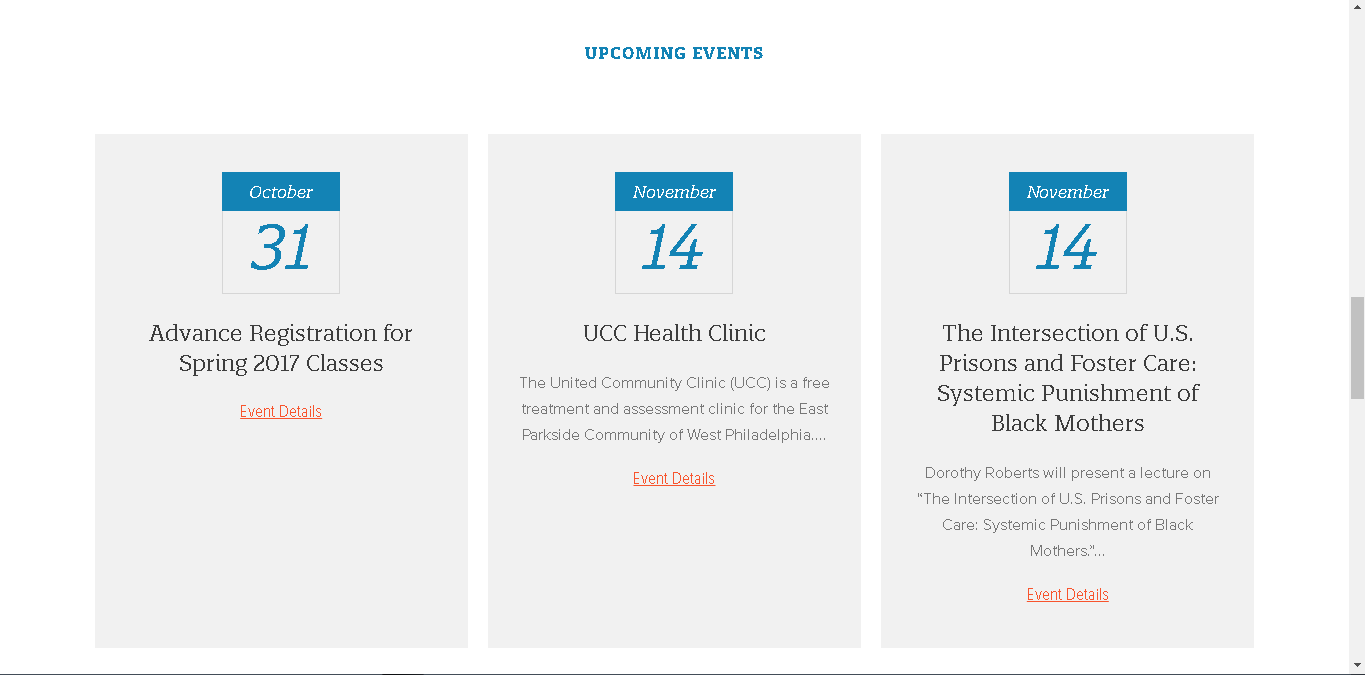 UPCOMING EVENTS
October
31
Advance Registration for
Spring 2017 Classes
Event Details
November
14
UCC Health Clinic
The United Community Clinic (UCC) is a free
treatment and assessment clinic for the East
Parkside Community of West Philadelphia....
Event Details
November
14
The Intersection of U.S.
Prisons and Foster Care:
Systemic Punishment of
Black Mothers
Dorothy Roberts will present a lecture on
“The Intersection of U.S. Prisons and Foster
Care: Systemic Punishment of Black
Mothers.”...
Event Details